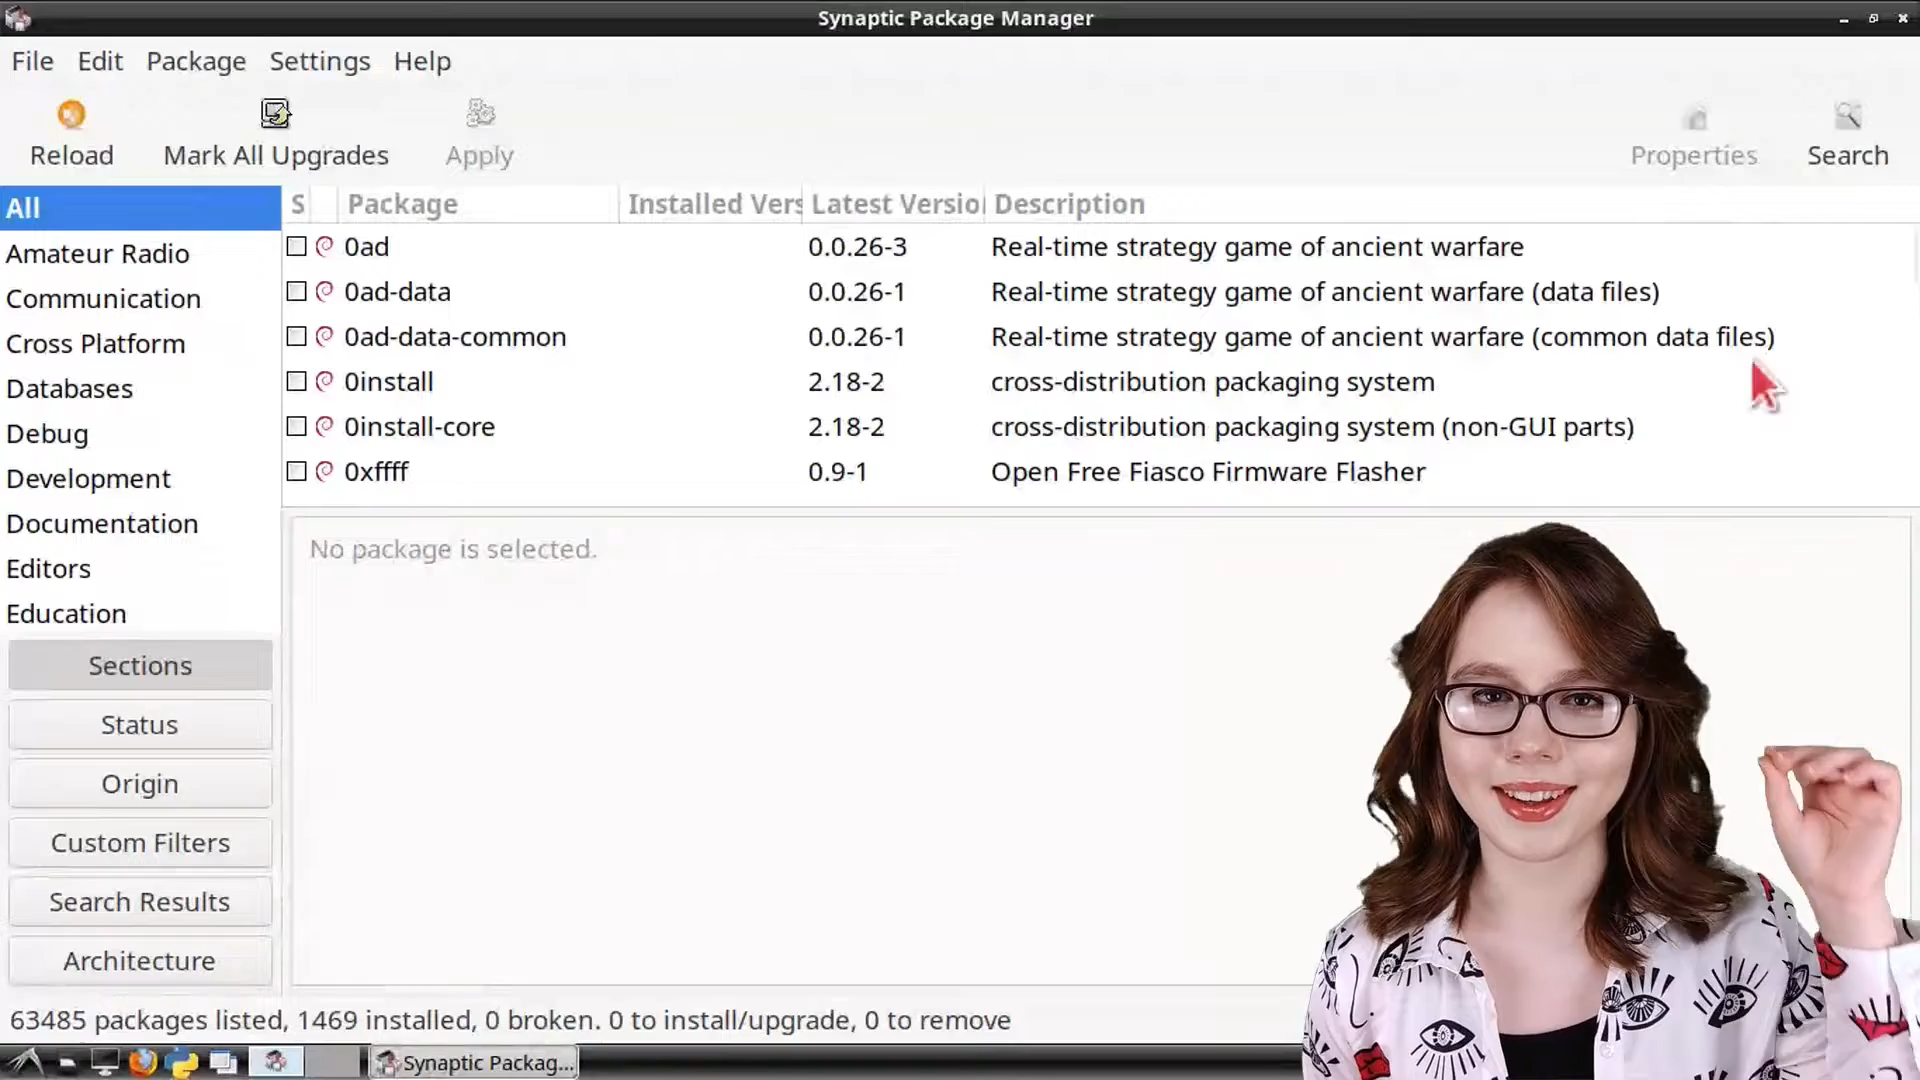 Synaptic Package Manager
File Edit Package Settings Help
Reload Mark All Upgrades Apply Properties Search
All
Amateur Radio
Communication
Cross Platform
Databases
Debug
Development
Documentation
Editors
Education
Sections
Status
Origin
Custom Filters
Search Results
Architecture
S Package Installed Vers Latest Versio Description
0ad 0.0.26-3 Real-time strategy game of ancient warfare
0ad-data 0.0.26-1 Real-time strategy game of ancient warfare (data files)
0ad-data-common 0.0.26-1 Real-time strategy game of ancient warfare (common data files)
0install 2.18-2 cross-distribution packaging system
0install-core 2.18-2 cross-distribution packaging system (non-GUI parts)
0xffff 0.9-1 Open Free Fiasco Firmware Flasher
No package is selected.
63485 packages listed, 1469 installed, 0 broken. 0 to install/upgrade, 0 to remove
Synaptic Packag...